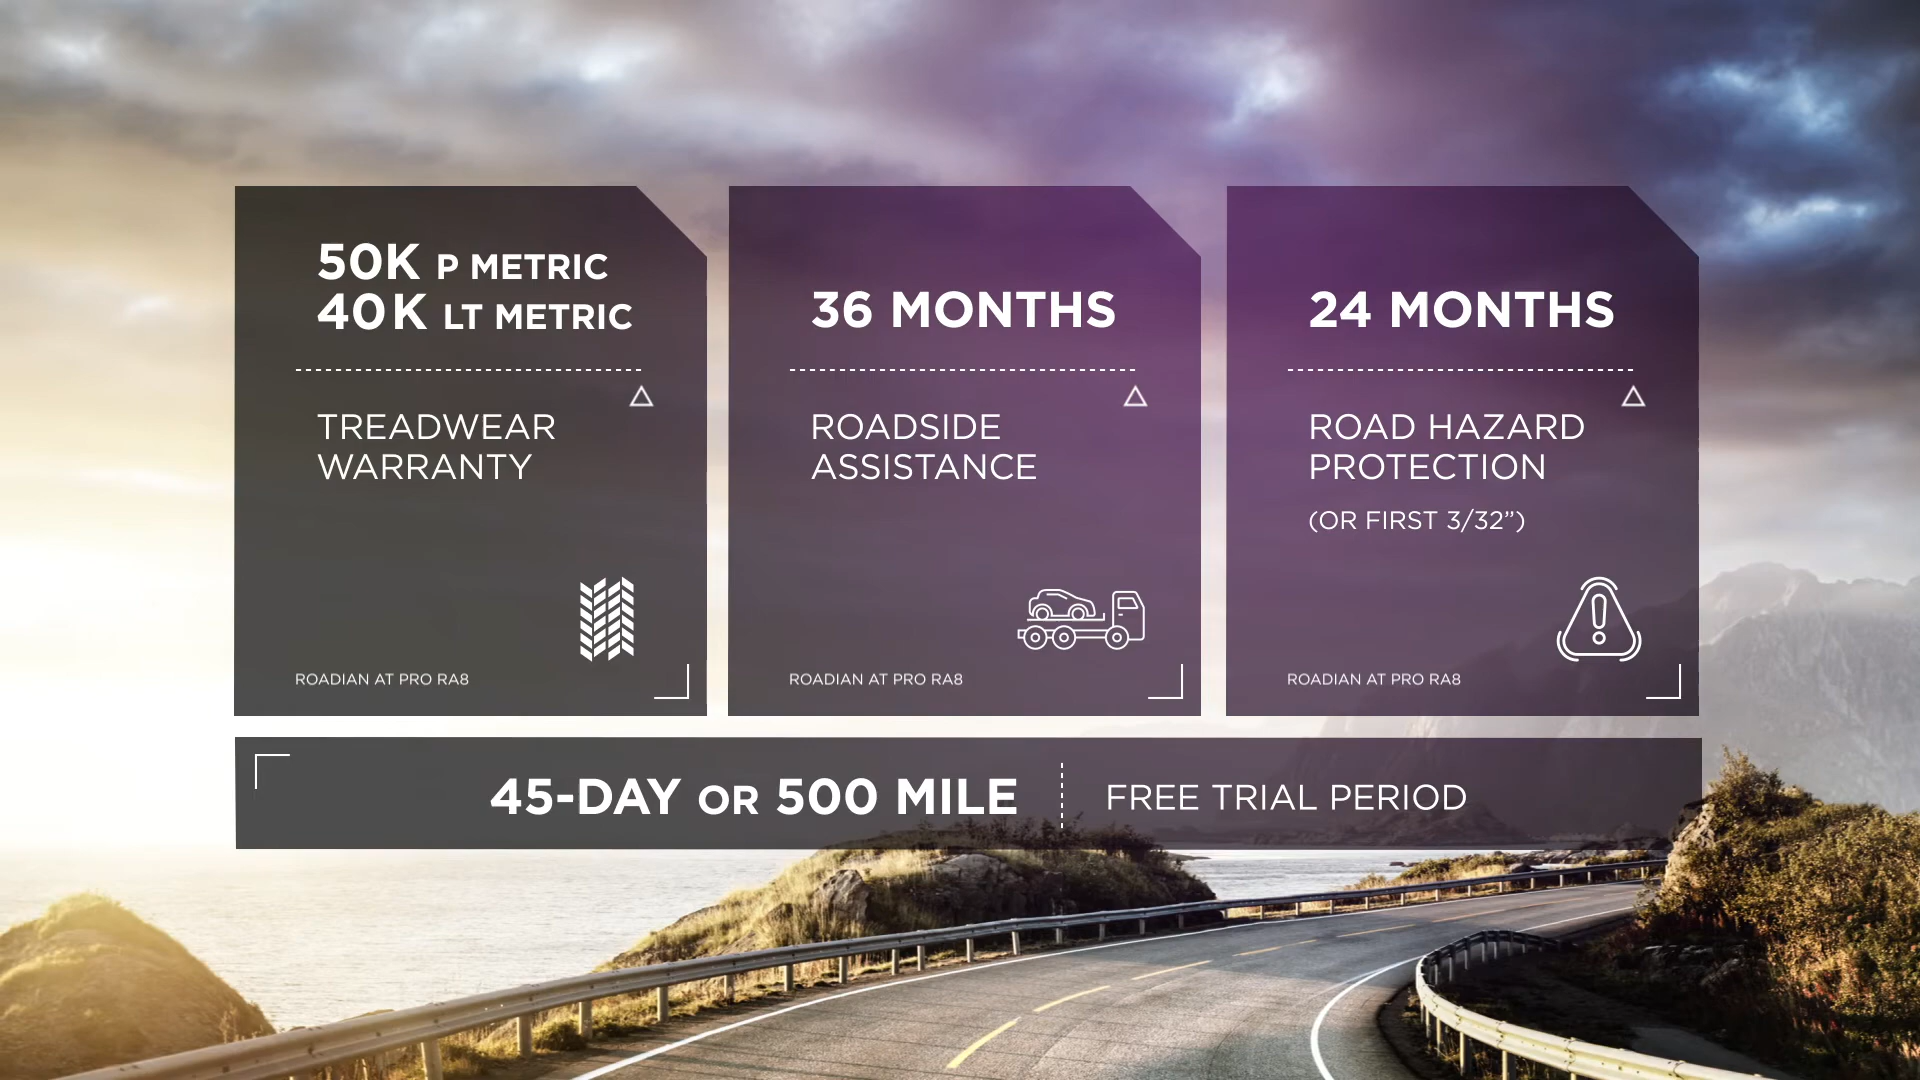 50K P METRIC
40K LT METRIC
TREADWEAR
WARRANTY
ROADIAN AT PRO RA8
36 MONTHS
ROADSIDE
ASSISTANCE
ROADIAN AT PRO RA8
24 MONTHS
ROAD HAZARD
PROTECTION
(OR FIRST 3/32”)
ROADIAN AT PRO RA8
45-DAY OR 500 MILE
FREE TRIAL PERIOD